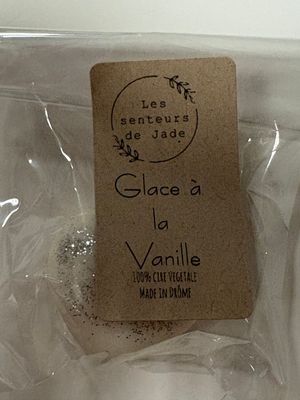 Les
senteurs
de Jade
Glace à
la
Vanille
100% CIRE VEGETALE
MADE IN DRÔME